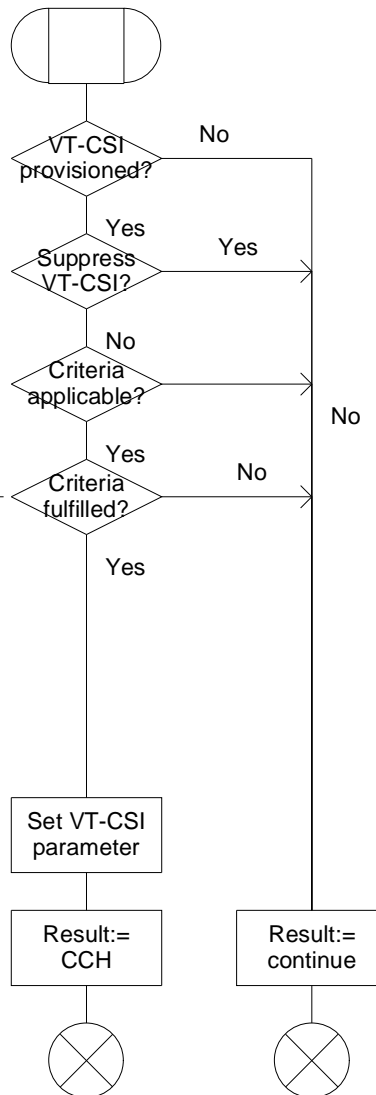 No
VT-CSI
provisioned?
Yes
Suppress
VT-CSI?
Yes
No
Criteria
applicable?
No
Yes
Criteria
fulfilled?
No
Yes
Set VT-CSI
parameter
Result:=
CCH
Result:=
continue